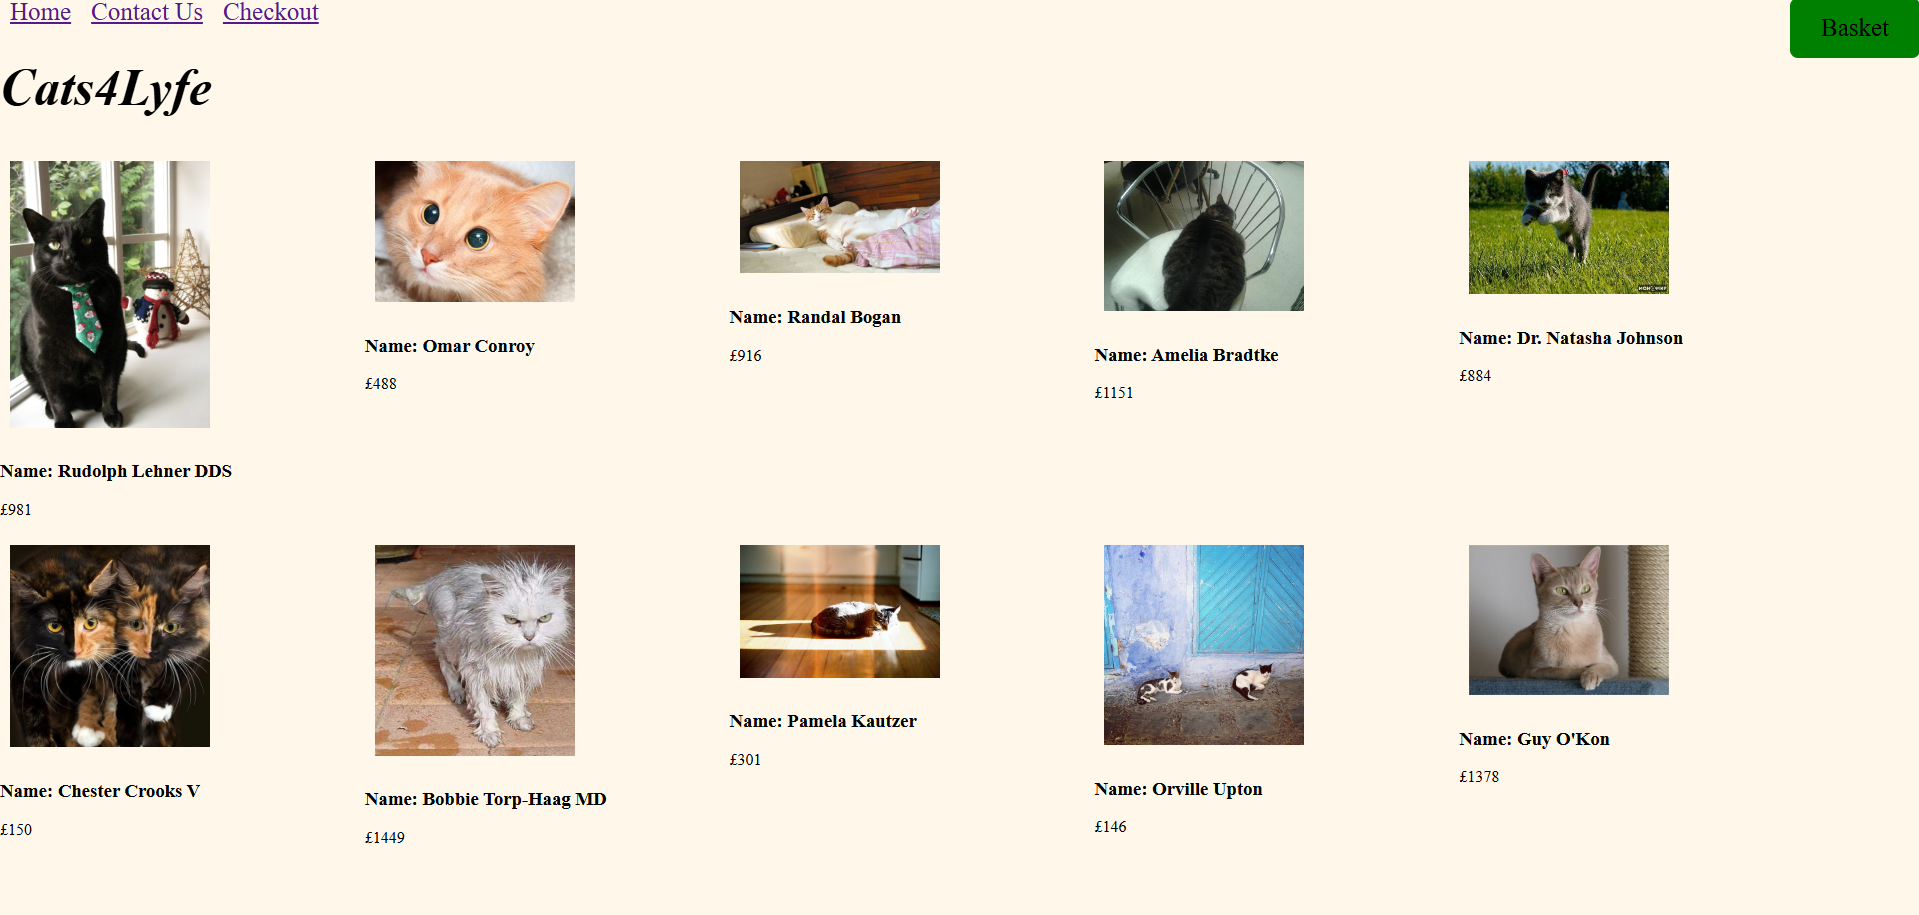 Home Contact Us Checkout
Basket
Cats4Lyfe
Name: Rudolph Lehner DDS
£981
Name: Omar Conroy
£488
Name: Randal Bogan
£916
Name: Amelia Bradtke
£1151
Name: Dr. Natasha Johnson
£884
Name: Chester Crooks V
£150
Name: Bobbie Torp-Haag MD
£1449
Name: Pamela Kautzer
£301
Name: Orville Upton
£146
Name: Guy O'Kon
£1378